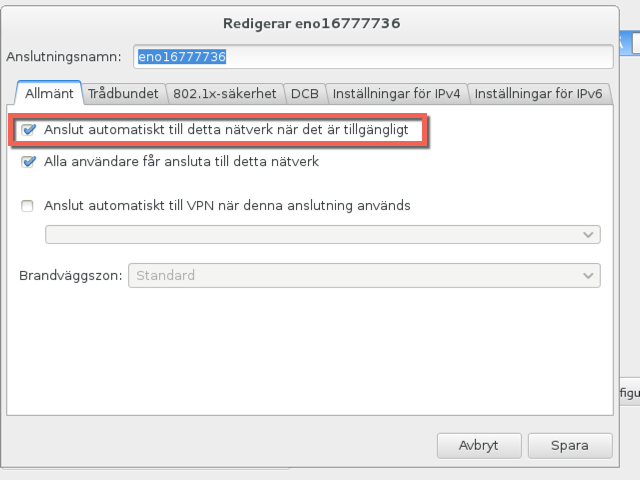 Redigerar eno16777736
Anslutningsnamn: eno16777736
Allmänt Trådbundet 802.1x-säkerhet DCB Inställningar för IPv4 Inställningar för IPv6
Anslut automatiskt till detta nätverk när det är tillgängligt
Alla användare får ansluta till detta nätverk
Anslut automatiskt till VPN när denna anslutning används
Brandväggszon: Standard
Avbryt Spara